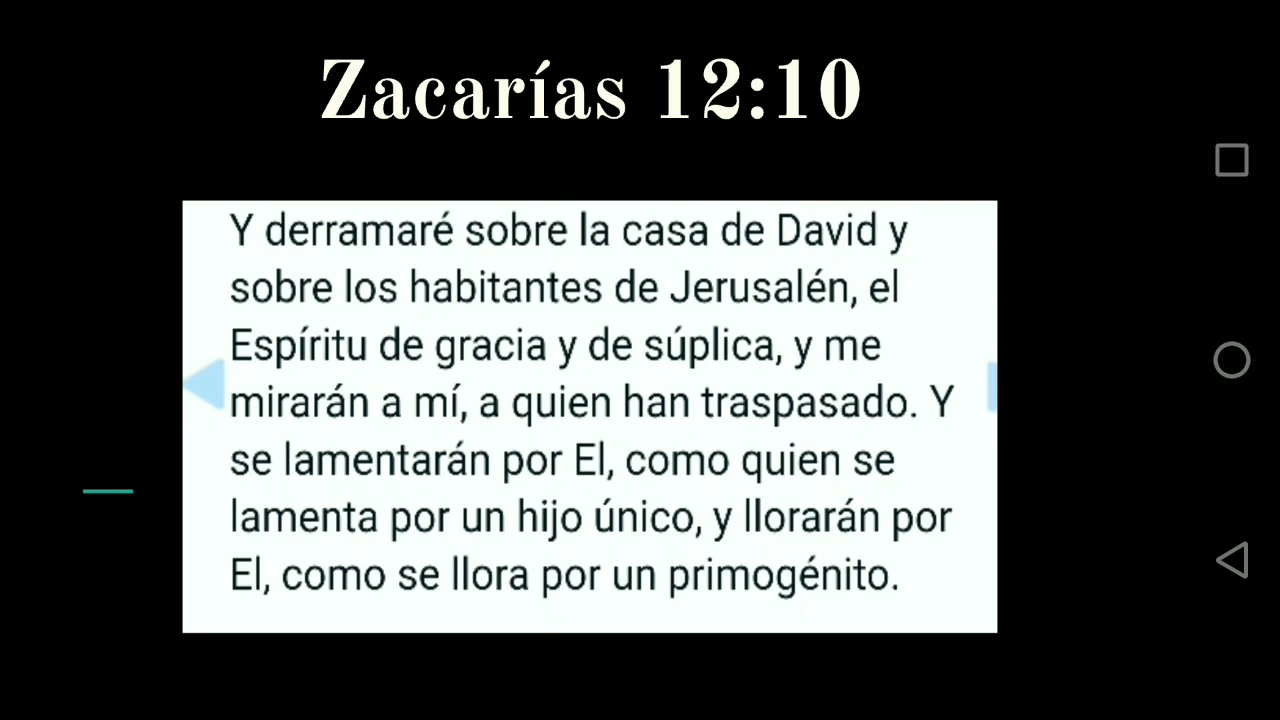 Zacarías 12:10
Y derramaré sobre la casa de David y
sobre los habitantes de Jerusalén, el
Espíritu de gracia y de súplica, y me
mirarán a mí, a quien han traspasado. Y
se lamentarán por El, como quien se
lamenta por un hijo único, y llorarán por
El, como se llora por un primogénito.